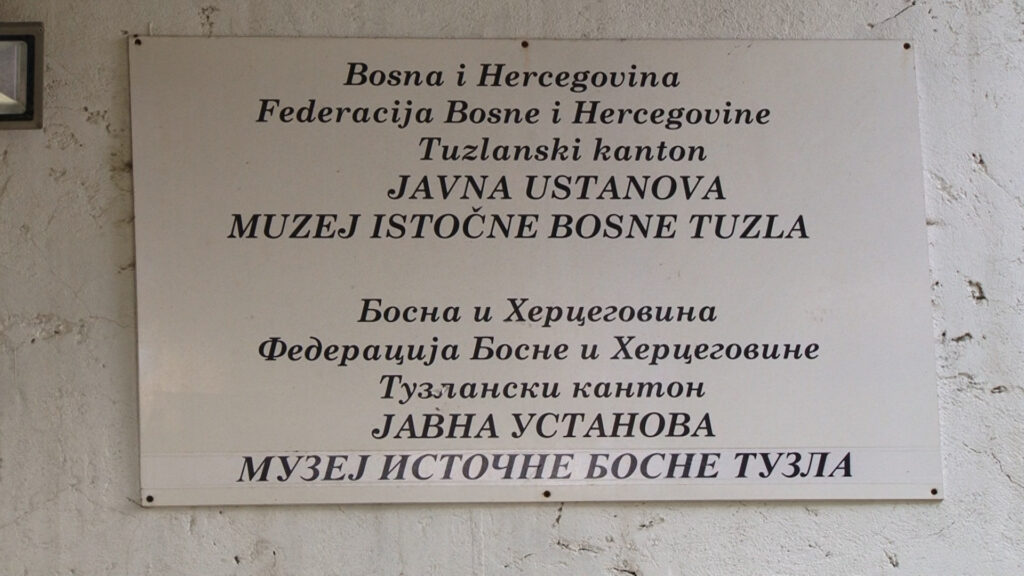 Bosna i Hercegovina
Federacija Bosne i Hercegovine
Tuzlanski kanton
JAVNA USTANOVA
MUZEJ ISTOČNE BOSNE TUZLA
Босна и Херцеговина
Федерација Босне и Херцеговине
Тузлански кантон
ЈАВНА УСТАНОВА
МУЗЕЈ ИСТОЧНЕ БОСНЕ ТУЗЛА